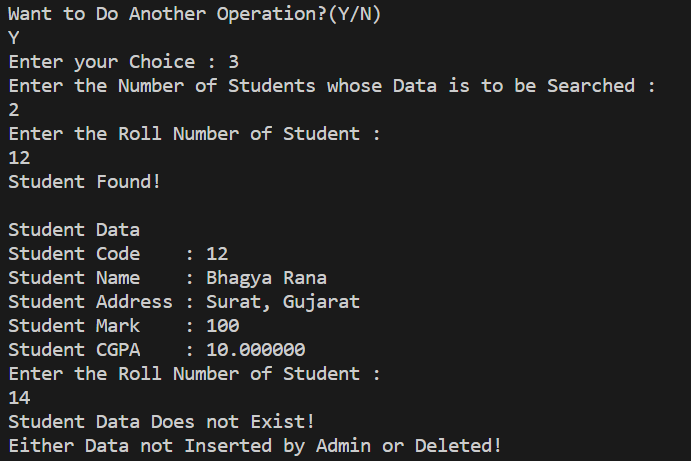 Want to Do Another Operation?(Y/N)
Y
Enter your Choice : 3
Enter the Number of Students whose Data is to be Searched :
2
Enter the Roll Number of Student :
12
Student Found!

Student Data
Student Code    : 12
Student Name    : Bhagya Rana
Student Address : Surat, Gujarat
Student Mark    : 100
Student CGPA    : 10.000000
Enter the Roll Number of Student :
14
Student Data Does not Exist!
Either Data not Inserted by Admin or Deleted!